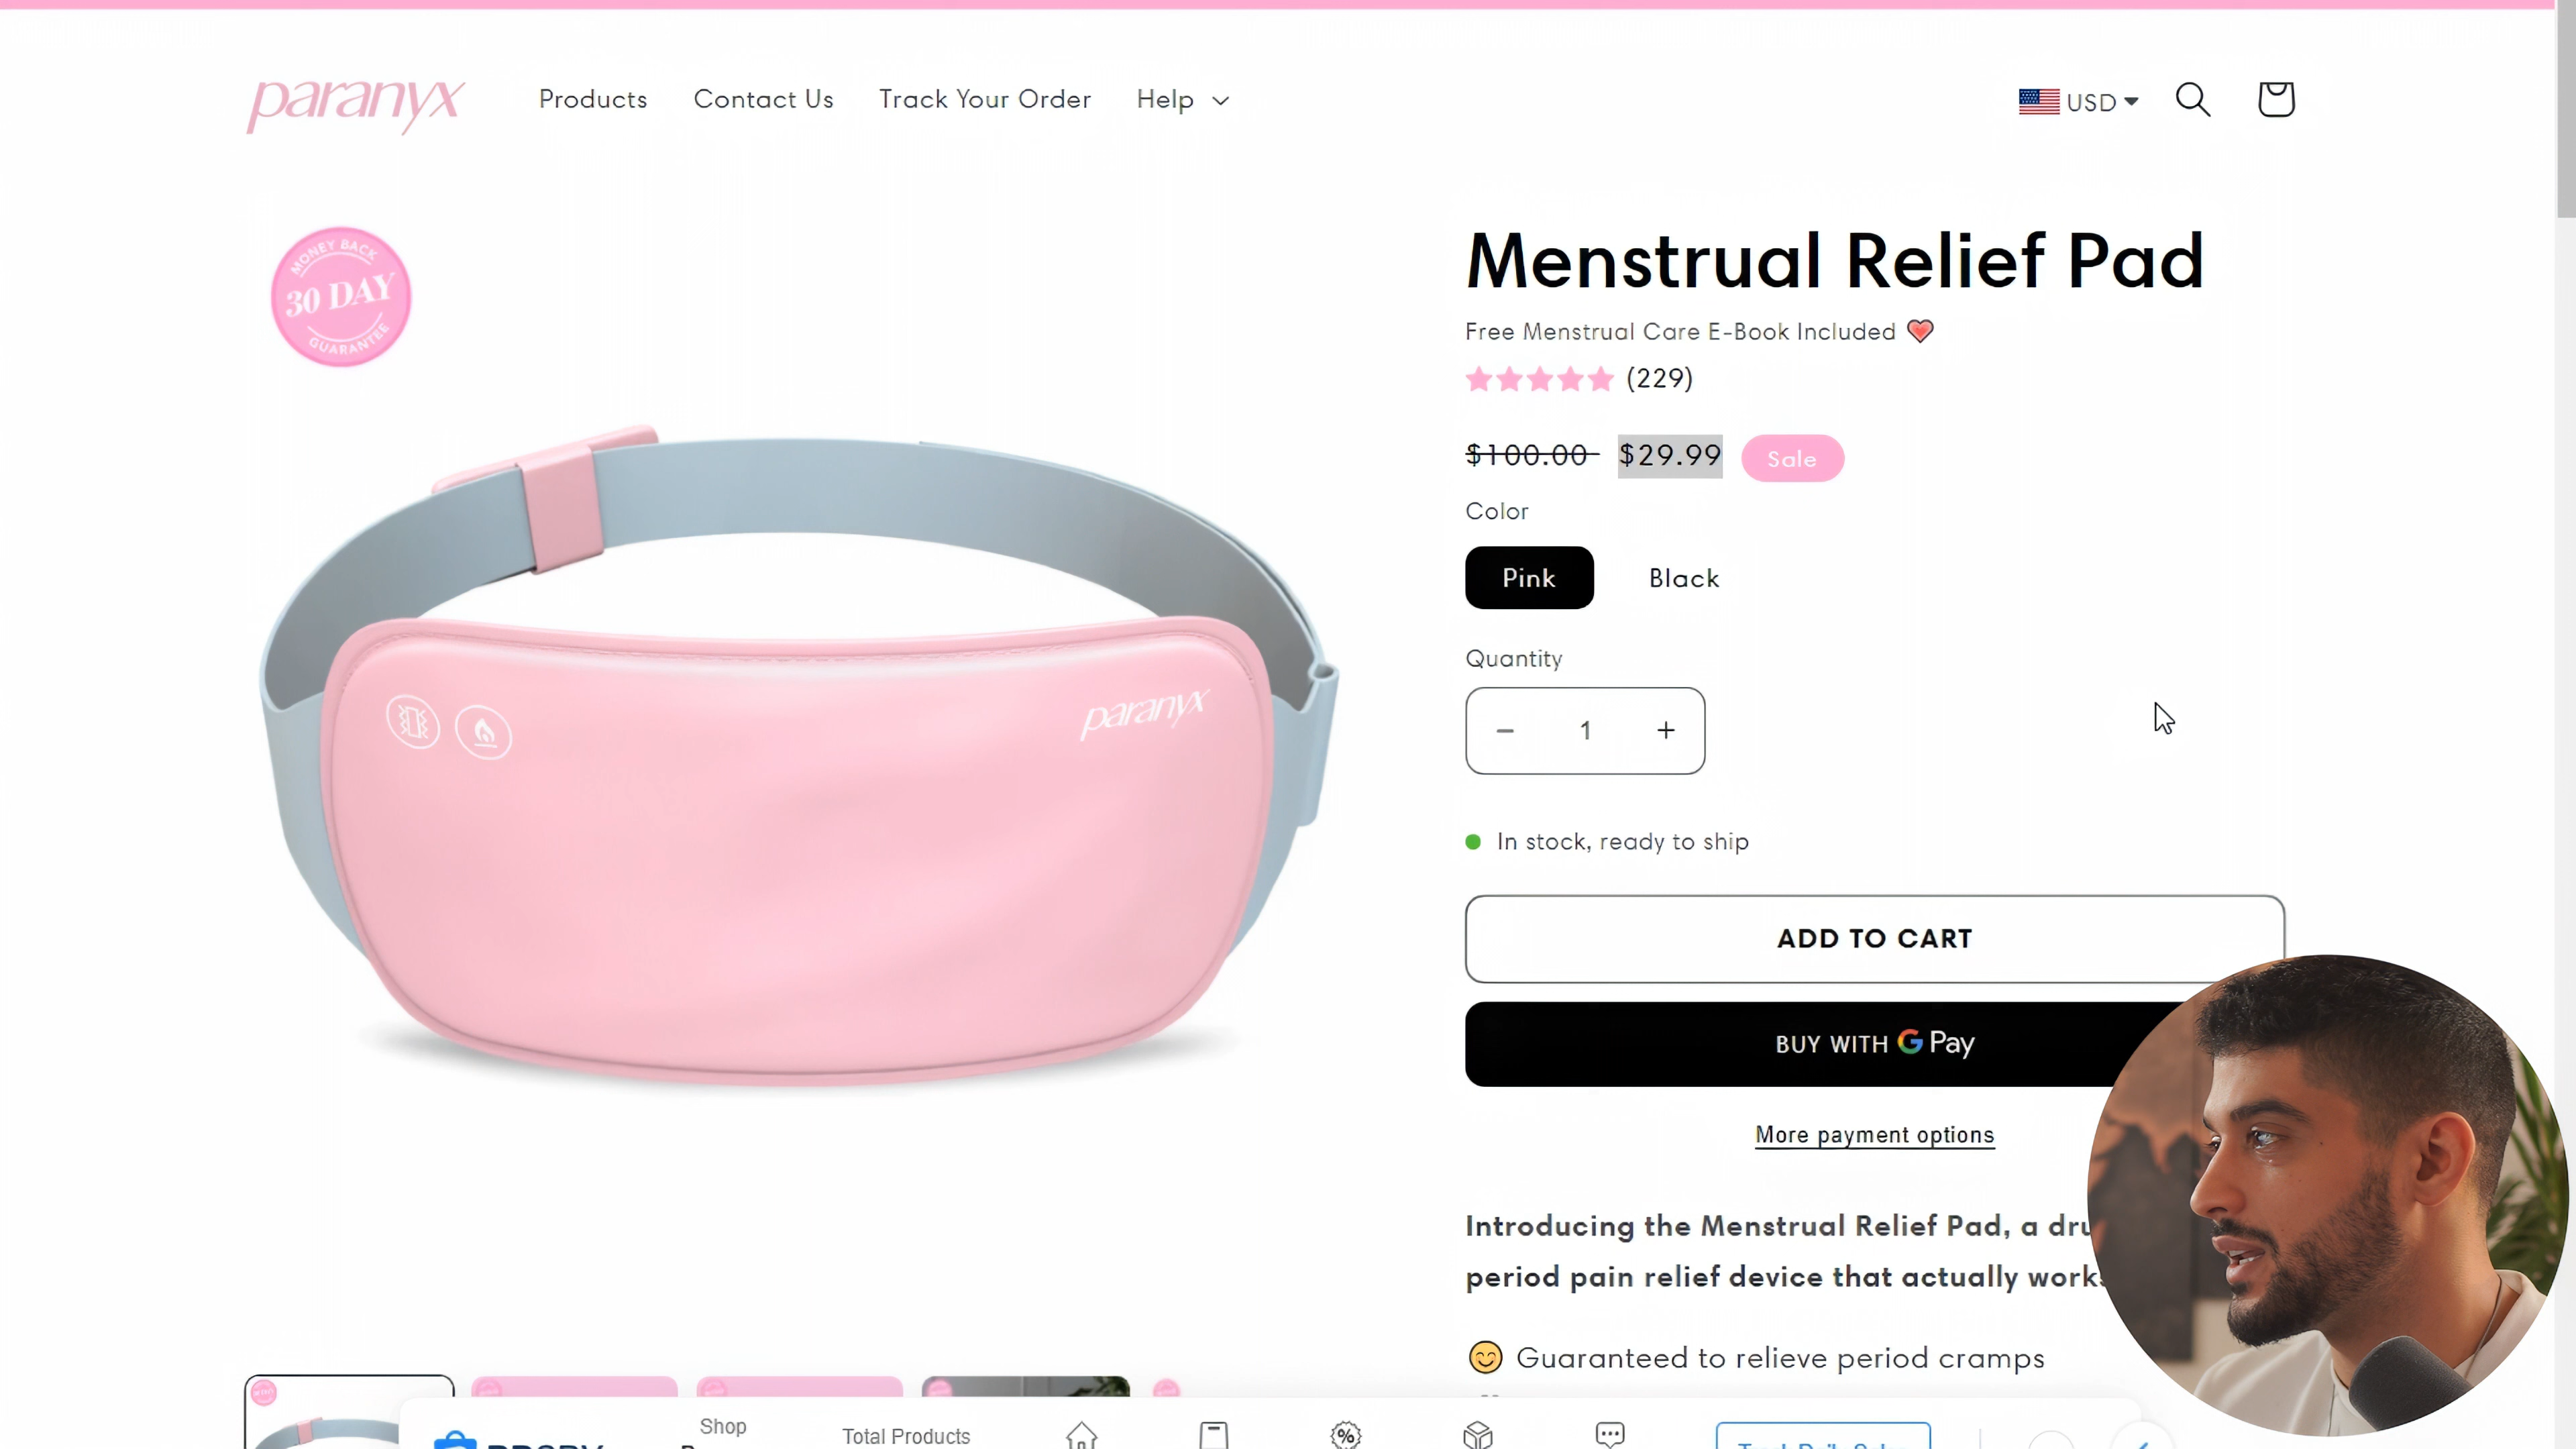 paranyx
Products
Contact Us
Track Your Order
Help
USD
MONEY BACK
30 DAY
GUARANTEE
Menstrual Relief Pad
Free Menstrual Care E-Book Included
(229)
$100.00 $29.99 Sale
Color
Pink
Black
paranyx
Quantity
− 1 +
In stock, ready to ship
ADD TO CART
BUY WITH G Pay
More payment options
Introducing the Menstrual Relief Pad, a
period pain relief device that actually
Guaranteed to relieve period cramps
Shop
Total Products